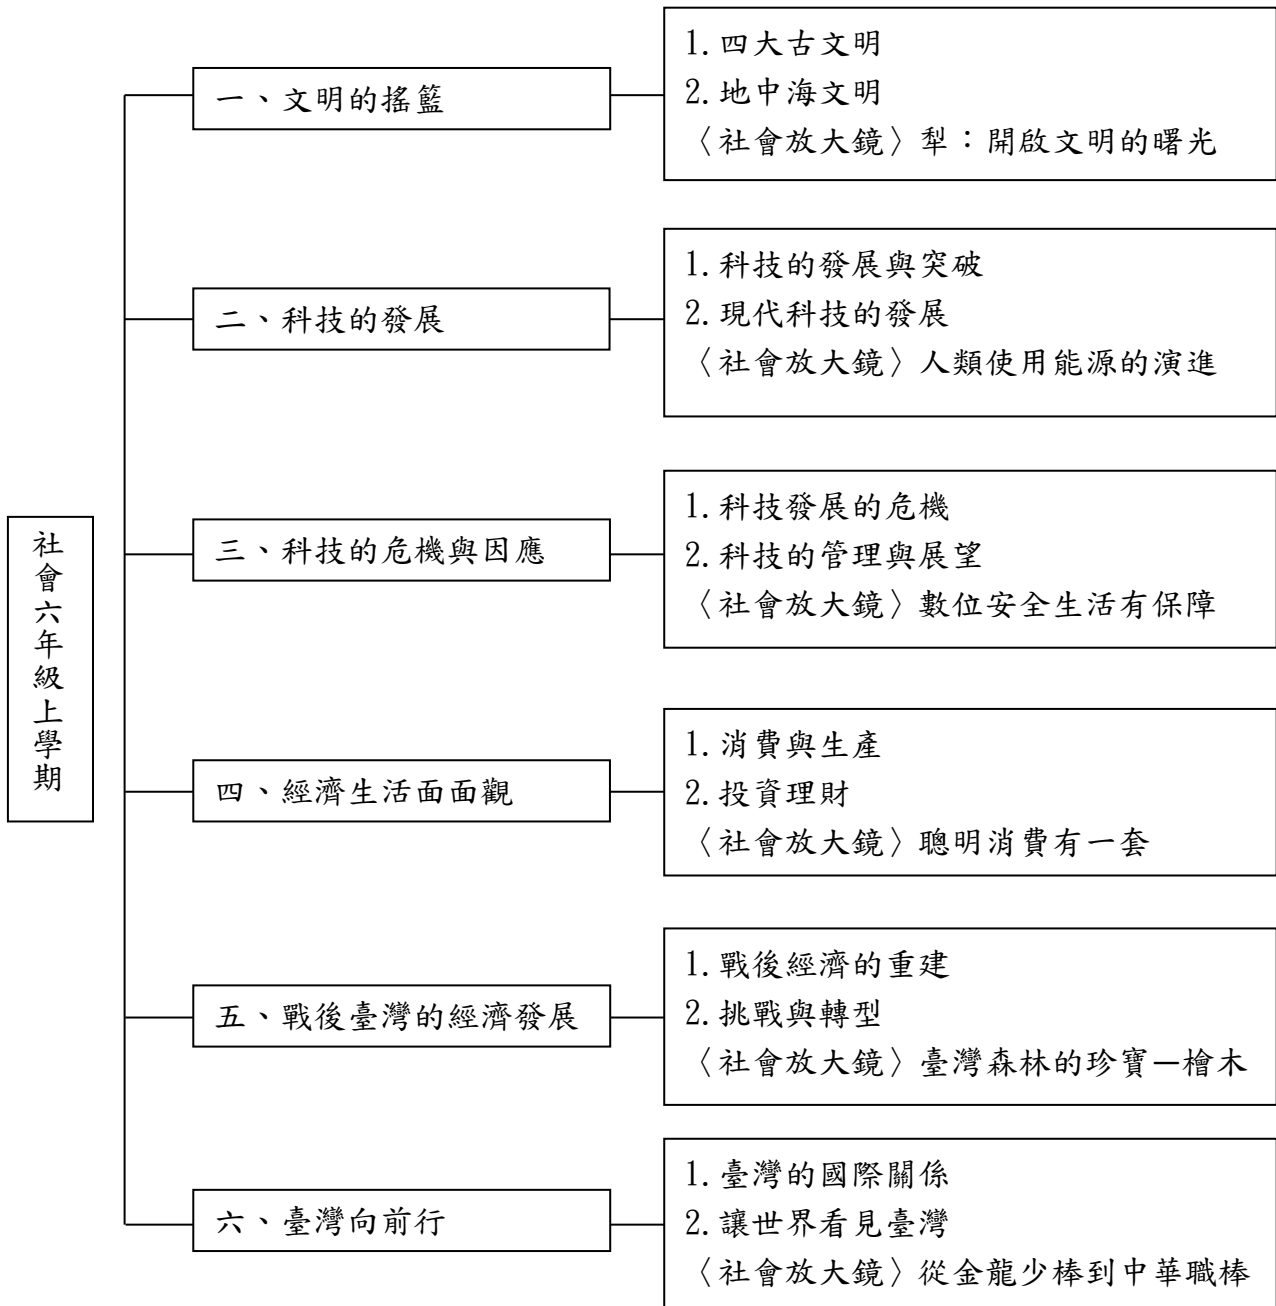 社會六年級上學期
一、文明的搖籃
1.四大古文明
2.地中海文明
〈社會放大鏡〉犁：開啟文明的曙光
二、科技的發展
1.科技的發展與突破
2.現代科技的發展
〈社會放大鏡〉人類使用能源的演進
三、科技的危機與因應
1.科技發展的危機
2.科技的管理與展望
〈社會放大鏡〉數位安全生活有保障
四、經濟生活面面觀
1.消費與生產
2.投資理財
〈社會放大鏡〉聰明消費有一套
五、戰後臺灣的經濟發展
1.戰後經濟的重建
2.挑戰與轉型
〈社會放大鏡〉臺灣森林的珍寶—檜木
六、臺灣向前行
1.臺灣的國際關係
2.讓世界看見臺灣
〈社會放大鏡〉從金龍少棒到中華職棒